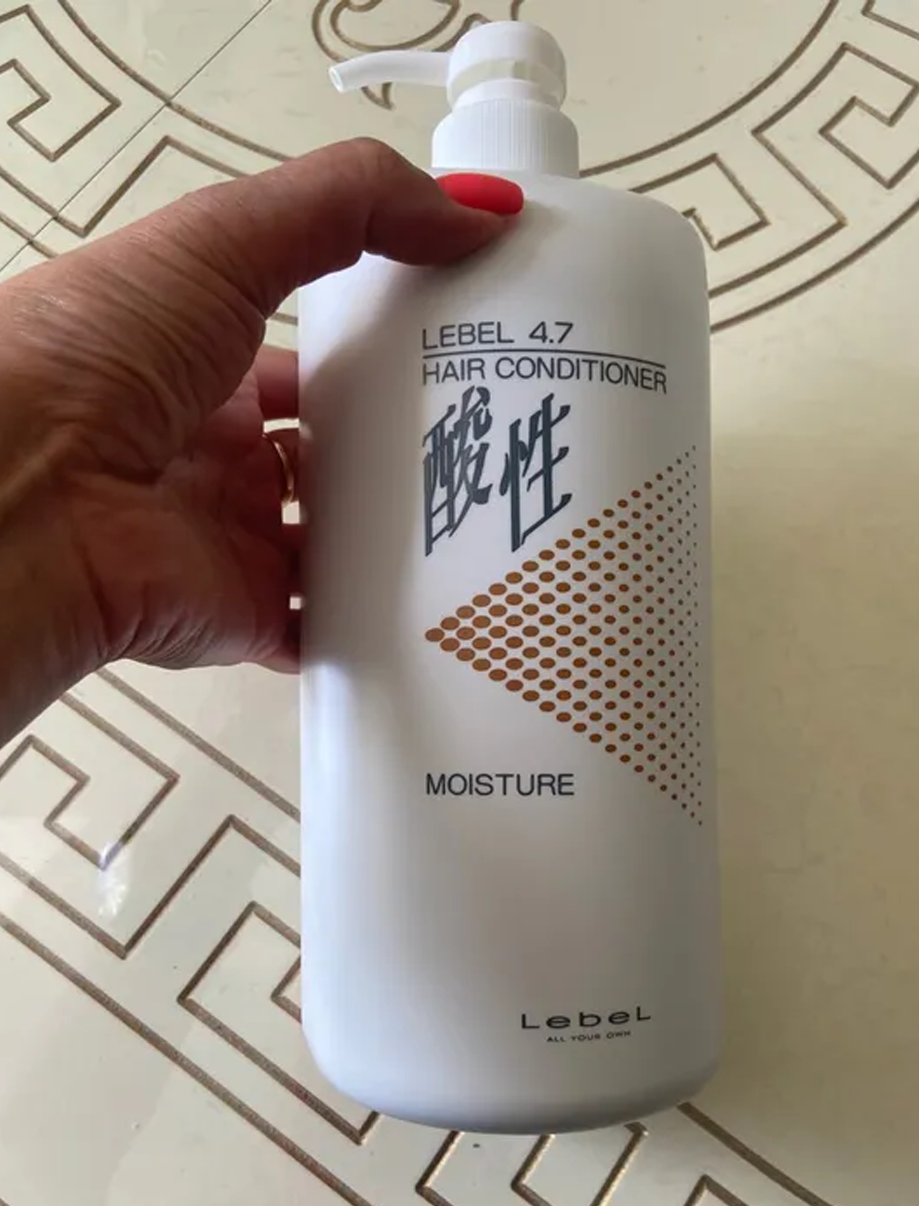 LEBEL 4.7
HAIR CONDITIONER
酸性
MOISTURE
LebeL
ALL YOUR OWN